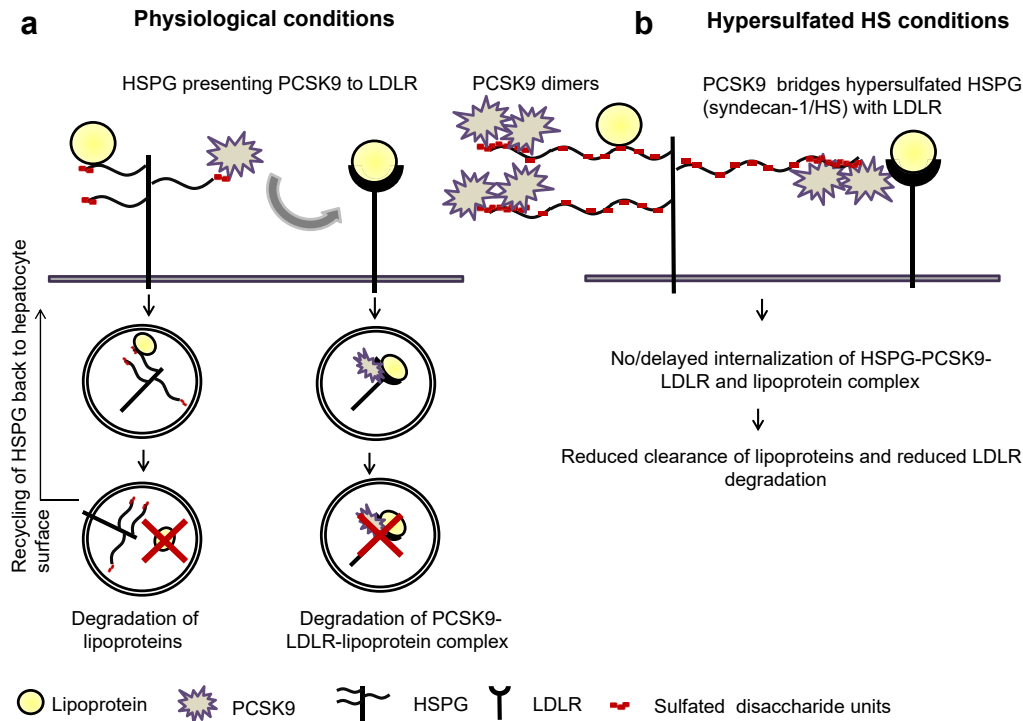 a
Physiological conditions
HSPG presenting PCSK9 to LDLR
Recycling of HSPG back to hepatocyte
surface
Degradation of
lipoproteins
Degradation of PCSK9-
LDLR-lipoprotein complex
b
Hypersulfated HS conditions
PCSK9 dimers
PCSK9 bridges hypersulfated HSPG
(syndecan-1/HS) with LDLR
No/delayed internalization of HSPG-PCSK9-
LDLR and lipoprotein complex
Reduced clearance of lipoproteins and reduced LDLR
degradation
Lipoprotein
PCSK9
HSPG
LDLR
Sulfated disaccharide units